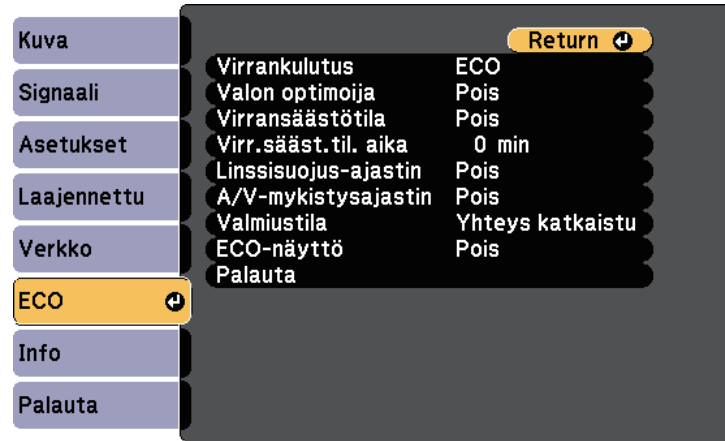 Kuva
Signaali
Asetukset
Laajennettu
Verkko
ECO
Info
Palauta
Return
Virrankulutus ECO
Valon optimoija Pois
Virransäästötila Pois
Virr.sääst.til. aika 0 min
Linssisuojus-ajastin Pois
A/V-mykistysajastin Pois
Valmiustila Yhteys katkaistu
ECO-näyttö Pois
Palauta